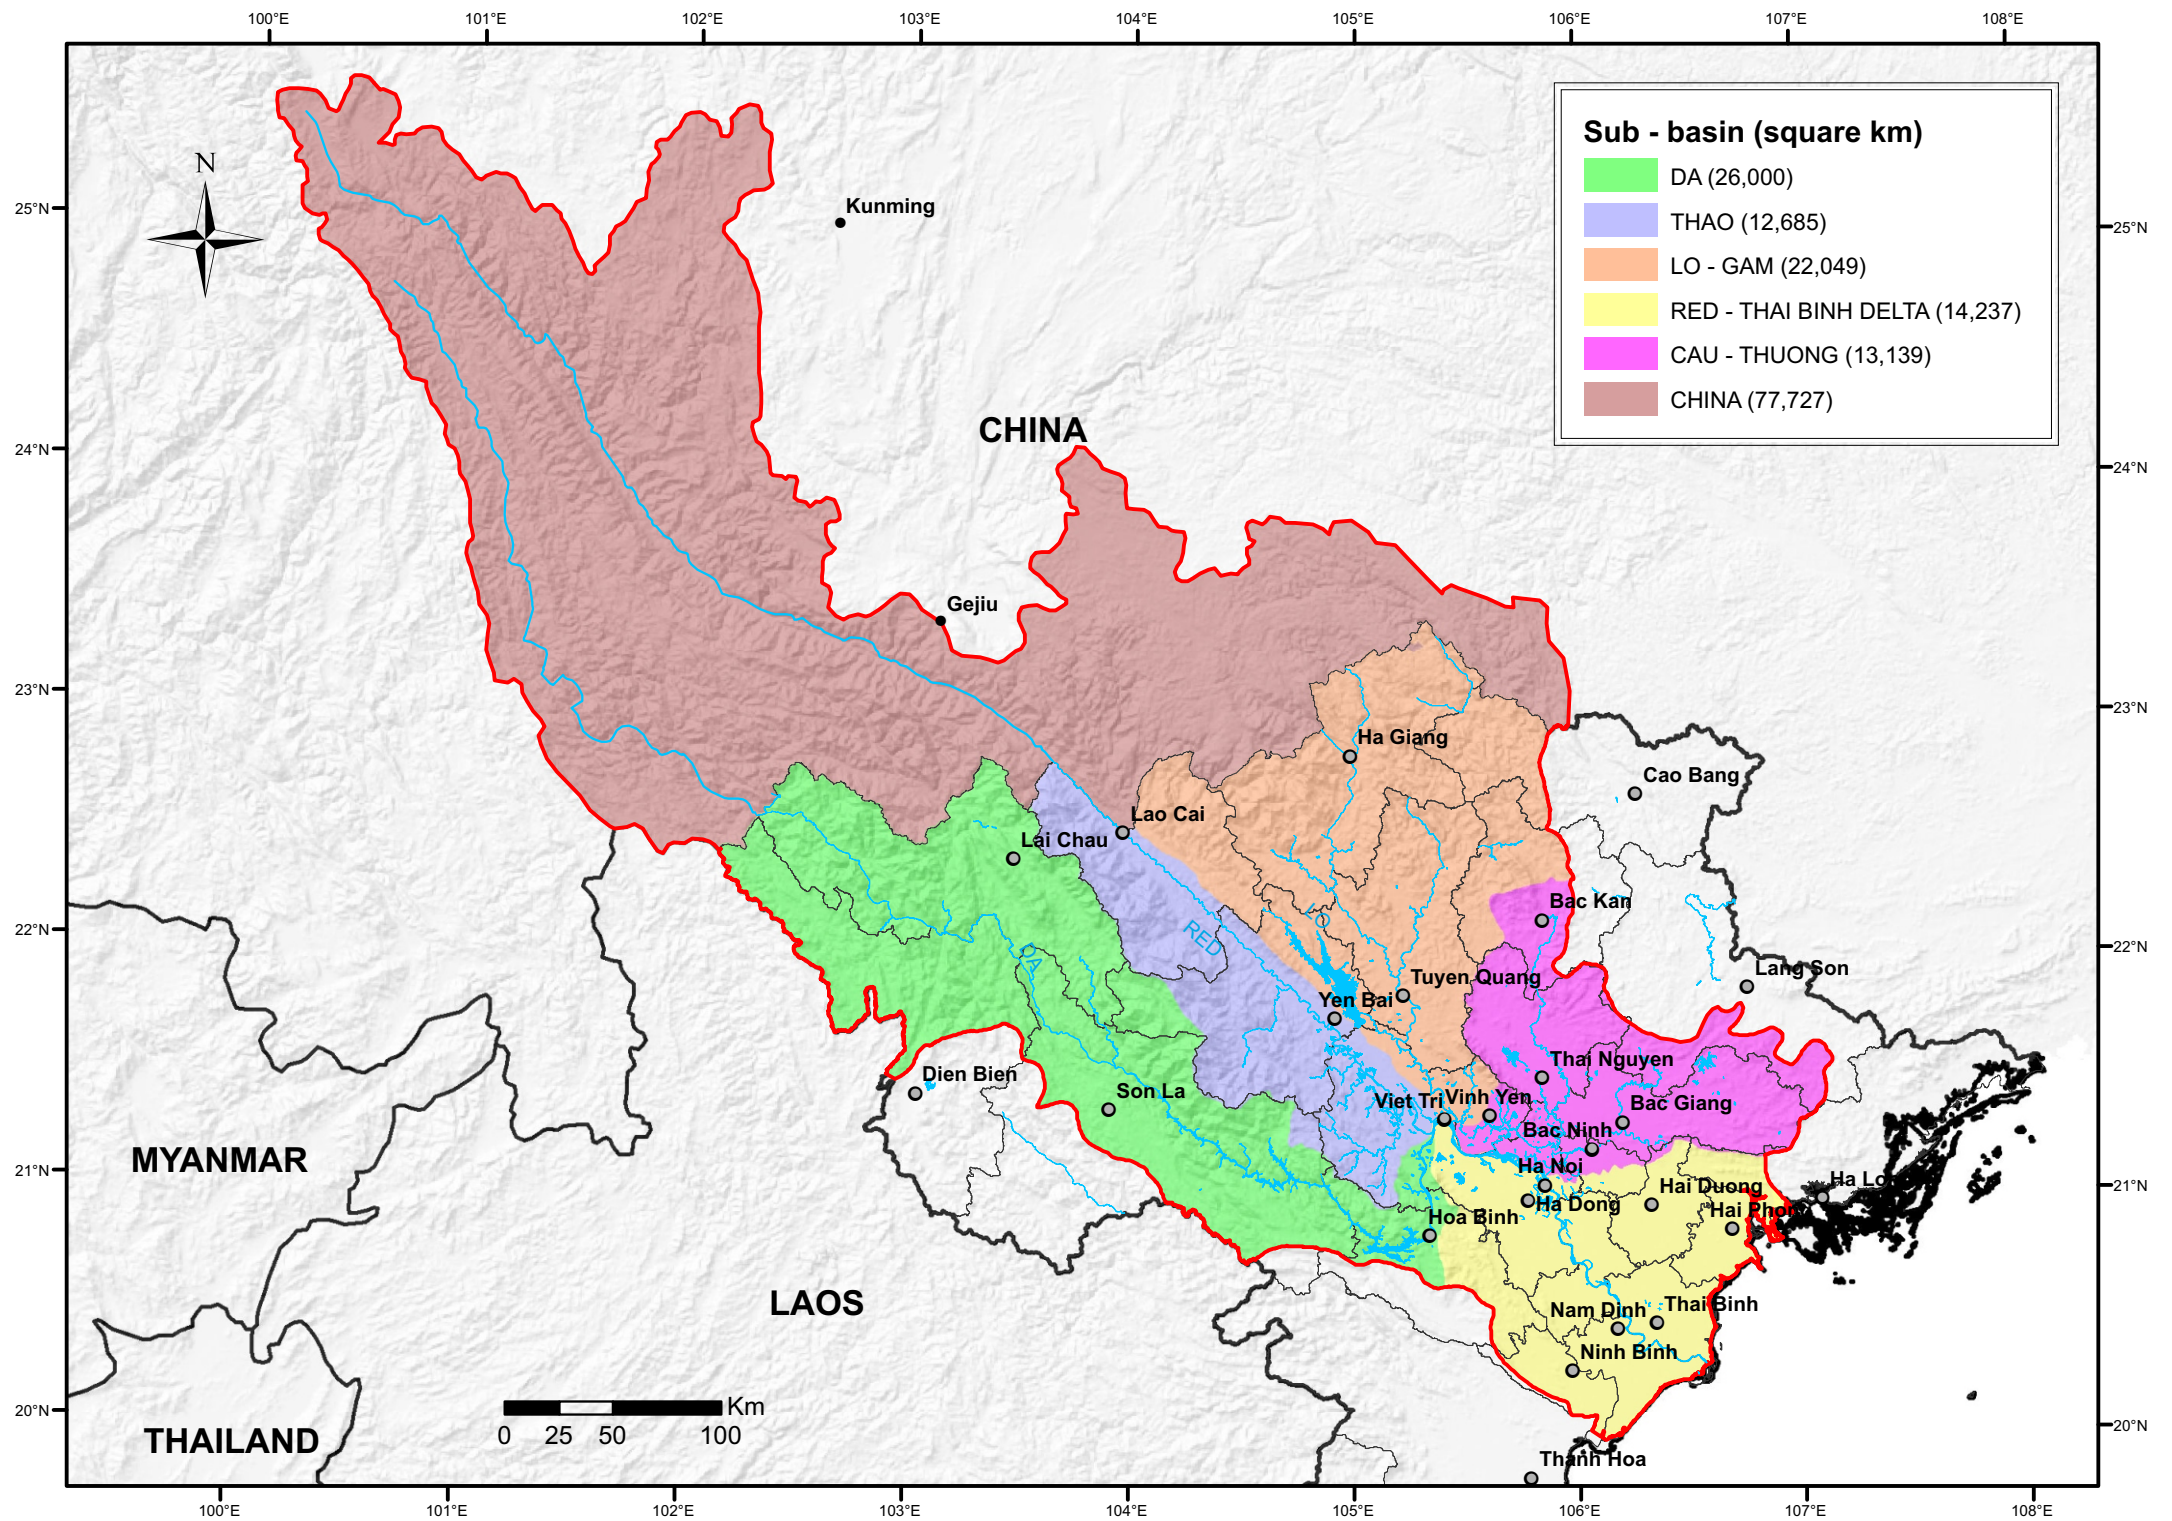 100°E 101°E 102°E 103°E 104°E 105°E 106°E 107°E 108°E
Sub - basin (square km)
DA (26,000)
THAO (12,685)
LO - GAM (22,049)
RED - THAI BINH DELTA (14,237)
CAU - THUONG (13,139)
CHINA (77,727)
N
25°N
25°N
Kunming
CHINA
24°N
24°N
Gejiu
23°N
23°N
Ha Giang
Cao Bang
Lao Cai
Lai Chau
Bac Kan
LO
RED
22°N
22°N
DA
Lang Son
Tuyen Quang
Yen Bai
Thai Nguyen
Dien Bien
Son La
Viet Tri
Vinh Yen
Bac Giang
Bac Ninh
MYANMAR
21°N
Ha Noi
21°N
Hai Duong
Ha Dong
Hoa Binh
LAOS
Nam Dinh
Thai Binh
Ninh Binh
20°N
20°N
Km
0 25 50 100
THAILAND
Thanh Hoa
100°E 101°E 102°E 103°E 104°E 105°E 106°E 107°E 108°E